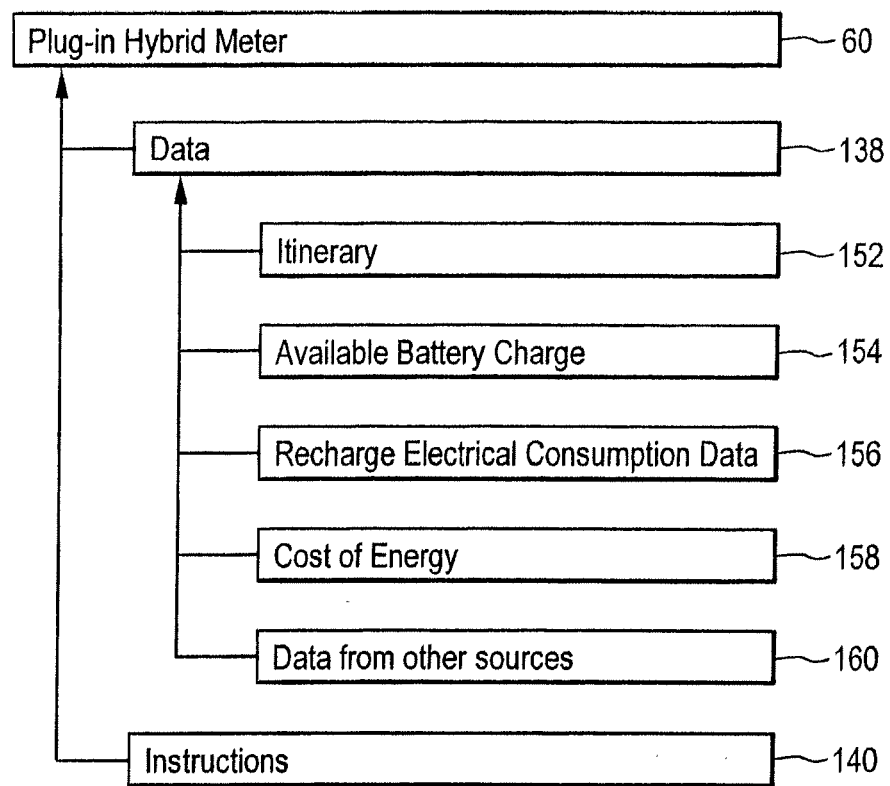 Plug-in Hybrid Meter 60
Data 138
Itinerary 152
Available Battery Charge 154
Recharge Electrical Consumption Data 156
Cost of Energy 158
Data from other sources 160
Instructions 140